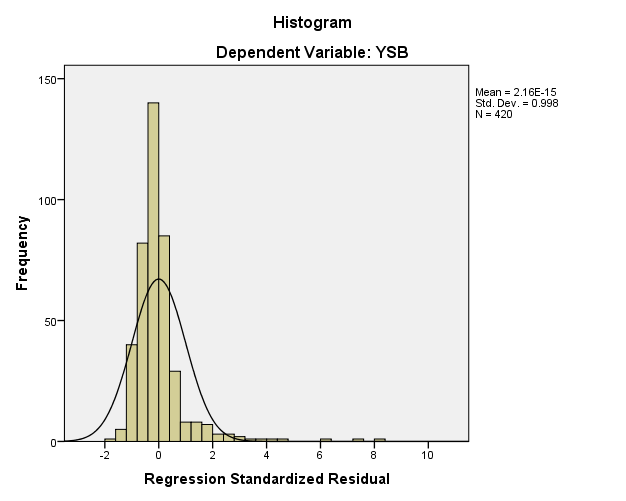 Histogram
Dependent Variable: YSB
Mean = 2.16E-15
Std. Dev. = 0.998
N = 420
150
100
50
0
Frequency
-2 0 2 4 6 8 10
Regression Standardized Residual